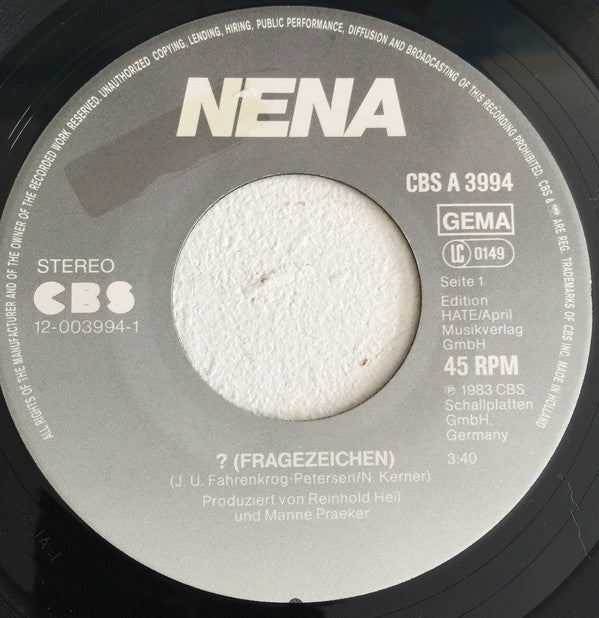 ALL RIGHTS OF THE MANUFACTURER AND OF THE OWNER OF THE RECORDED WORK RESERVED. UNAUTHORIZED COPYING, LENDING, HIRING, PUBLIC PERFORMANCE, DIFFUSION AND BROADCASTING OF THIS RECORDING PROHIBITED. CBS & ARE REG. TRADEMARKS OF CBS INC. MADE IN HOLLAND
NENA
CBS A 3994
GEMA
LC 0149
STEREO
CBS
12-003994-1
Seite 1
Edition
HATE/April
Musikverlag
GmbH
45 RPM
℗ 1983 CBS
Schallplatten
GmbH,
Germany
3:40
? (FRAGEZEICHEN)
(J. U. Fahrenkrog-Petersen/N. Kerner)
Produziert von Reinhold Heil
und Manne Praeker